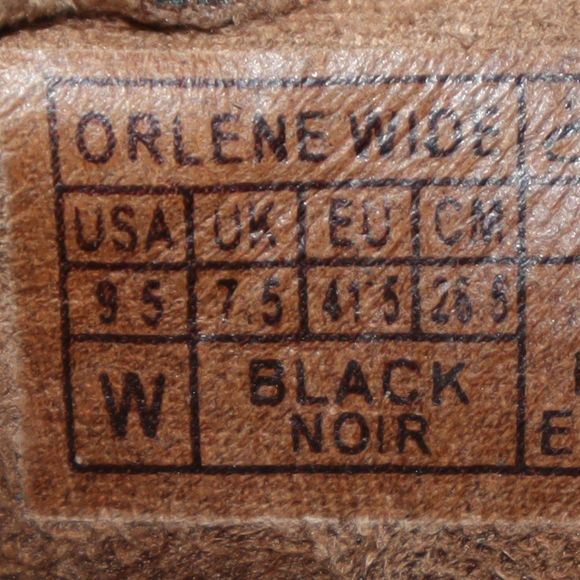 ORLENE WIDE
USA UK EU CM
9.5 7.5 41.5 26.5
W BLACK
NOIR
E